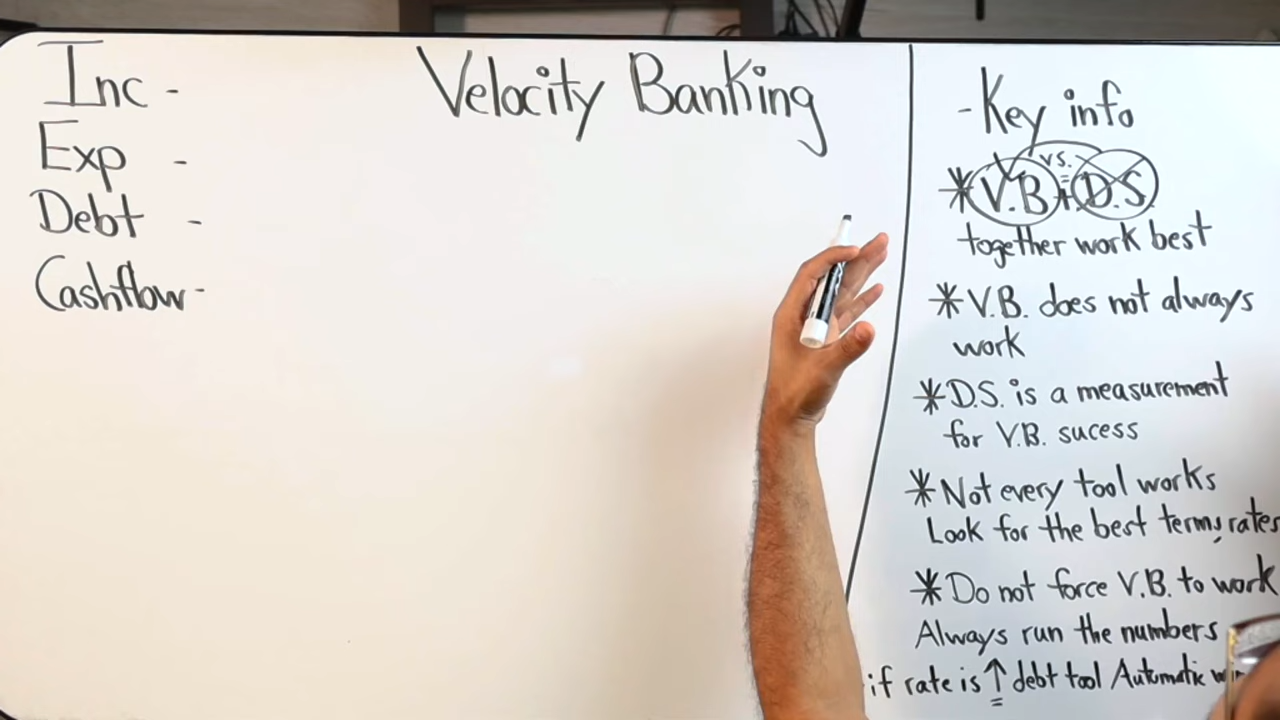 Inc -
Exp -
Debt -
Cashflow -
Velocity Banking
- Key info
vs.
* V.B + D.S.
together work best
* V.B. does not always
work
* D.S. is a measurement
for V.B. sucess
* Not every tool works
Look for the best terms, rates
* Do not force V.B. to work
Always run the numbers
if rate is ↑ debt tool Automatic